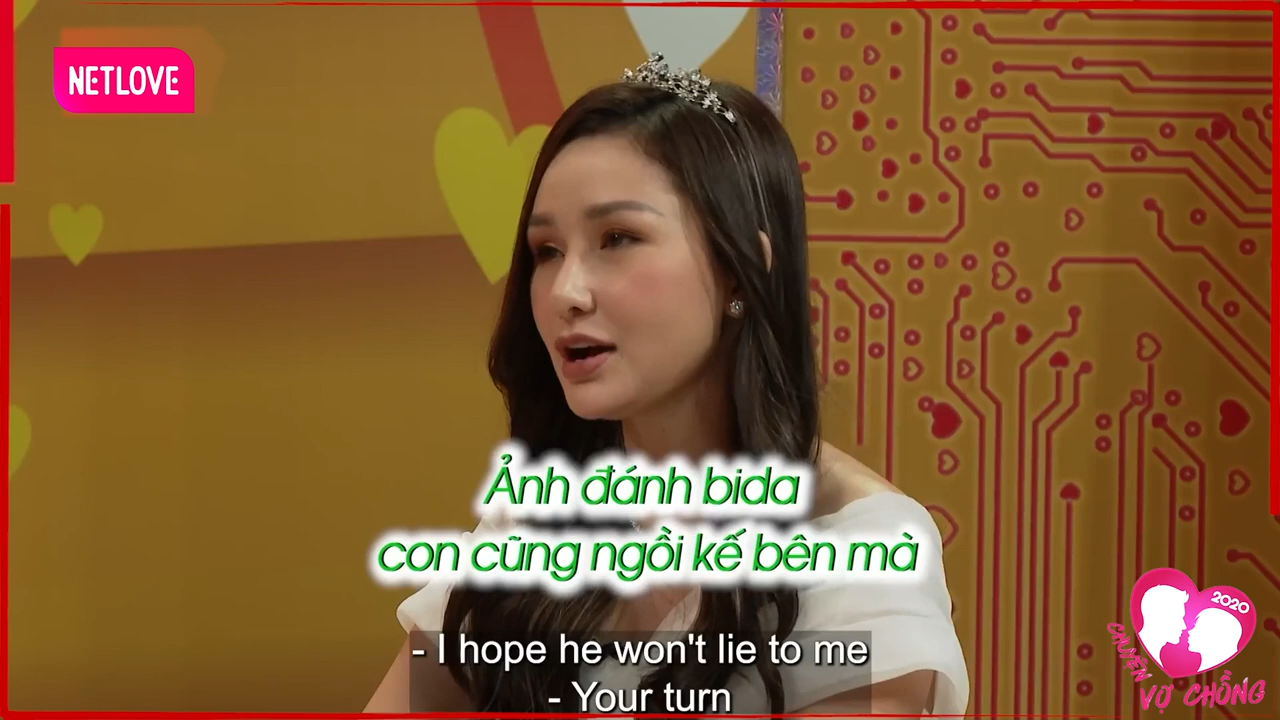 NETLOVE
Ảnh đánh bida
con cũng ngồi kế bên mà
- I hope he won't lie to me
- Your turn
2020
CHUYỆN
VỢ CHỒNG